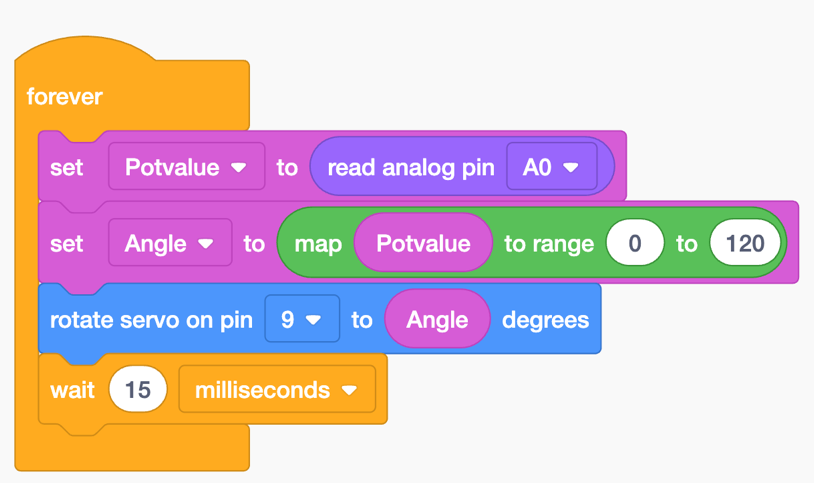 forever
set Potvalue to read analog pin A0
set Angle to map Potvalue to range 0 to 120
rotate servo on pin 9 to Angle degrees
wait 15 milliseconds